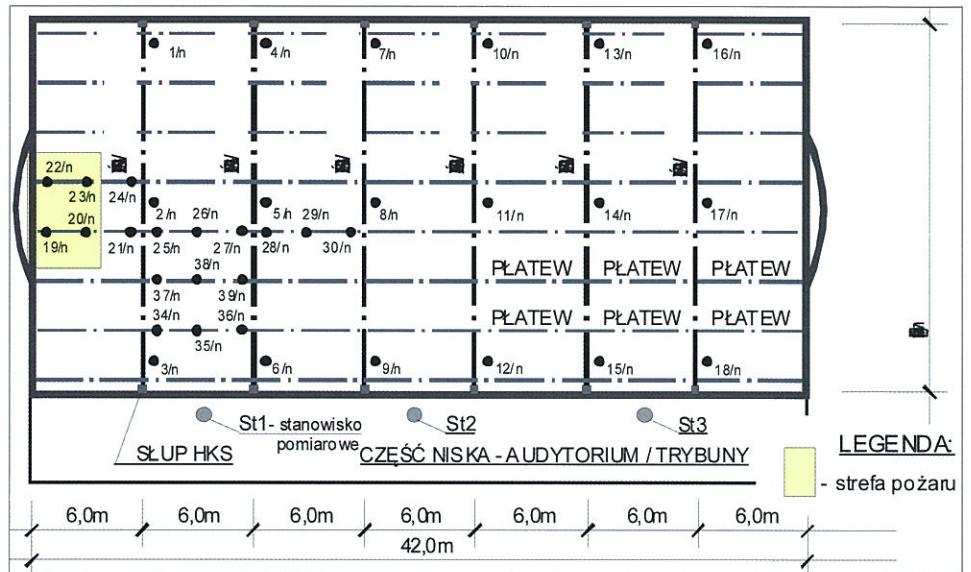 1/n 4/n 7/n 10/n 13/n 16/n
22/n
23/n 24/n 2/n 26/n 5/n 29/n 8/n 11/n 14/n 17/n
20/n
19/n 21/n 25/n 27/n 28/n 30/n
38/n
PŁATEW PŁATEW PŁATEW
37/n 39/n
34/n 36/n
PŁATEW PŁATEW PŁATEW
35/n
3/n 6/n 9/n 12/n 15/n 18/n
St1- stanowisko
pomiarowe
St2
St3
SŁUP HKS
CZĘŚĆ NISKA - AUDYTORIUM / TRYBUNY
LEGENDA:
- strefa pożaru
6,0m 6,0m 6,0m 6,0m 6,0m 6,0m 6,0m
42,0m